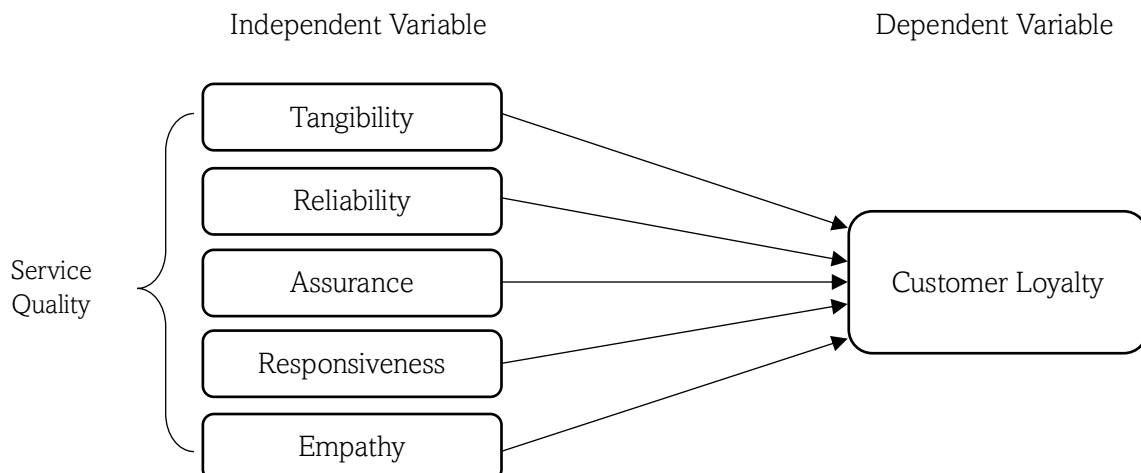 Independent Variable
Dependent Variable
Tangibility
Reliability
Service
Quality
Assurance
Customer Loyalty
Responsiveness
Empathy